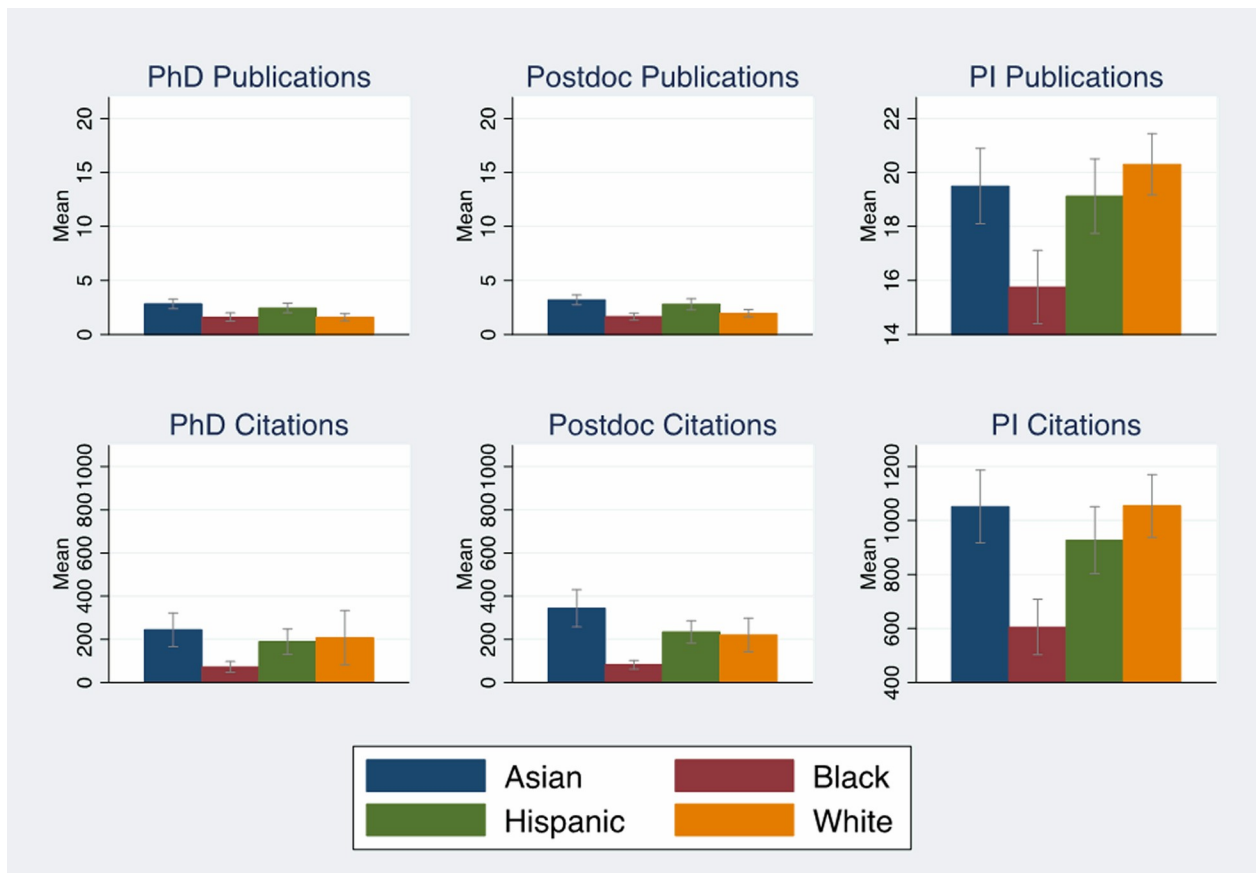 PhD Publications
Mean
20
15
10
5
0
Postdoc Publications
Mean
20
15
10
5
0
PI Publications
Mean
22
20
18
16
14
PhD Citations
Mean
1000
800
600
400
200
0
Postdoc Citations
Mean
1000
800
600
400
200
0
PI Citations
Mean
1200
1000
800
600
400
Asian
Black
Hispanic
White